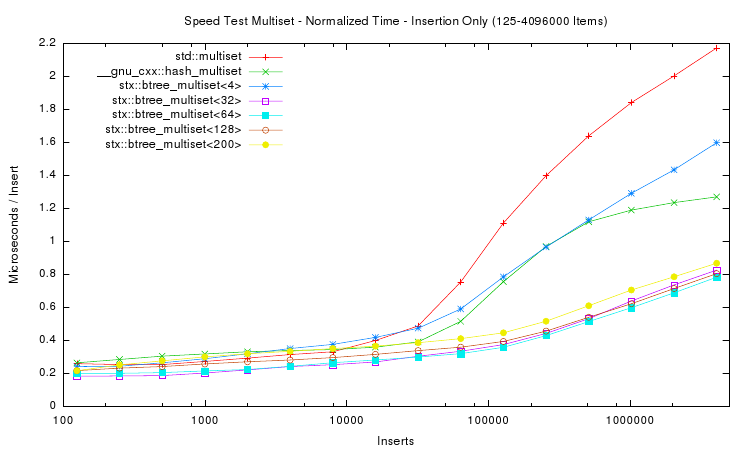 Speed Test Multiset - Normalized Time - Insertion Only (125-4096000 Items)
2.2
2
1.8
1.6
1.4
1.2
1
0.8
0.6
0.4
0.2
0
Microseconds / Insert
std::multiset
__gnu_cxx::hash_multiset
stx::btree_multiset<4>
stx::btree_multiset<32>
stx::btree_multiset<64>
stx::btree_multiset<128>
stx::btree_multiset<200>
100 1000 10000 100000 1000000
Inserts